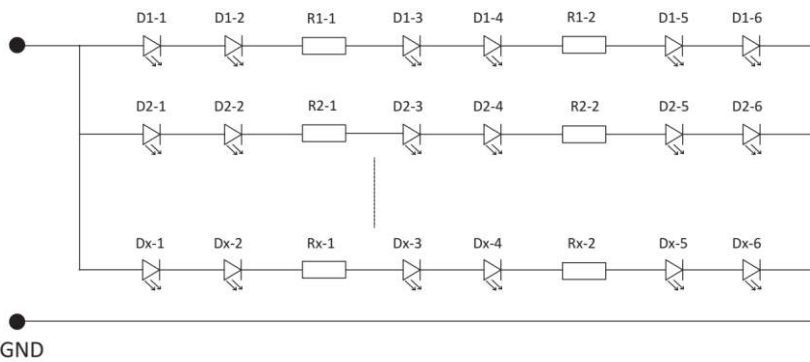 D1-1 D1-2 R1-1 D1-3 D1-4 R1-2 D1-5 D1-6
D2-1 D2-2 R2-1 D2-3 D2-4 R2-2 D2-5 D2-6
Dx-1 Dx-2 Rx-1 Dx-3 Dx-4 Rx-2 Dx-5 Dx-6
GND